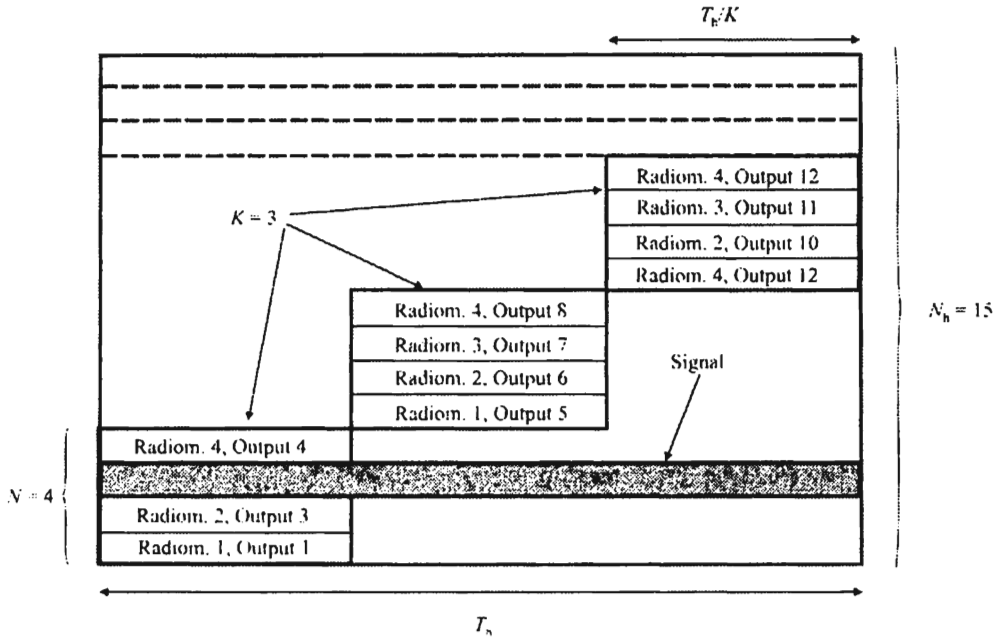 T_h/K
Radiom. 4, Output 12
Radiom. 3, Output 11
Radiom. 2, Output 10
Radiom. 4, Output 12
K = 3
Radiom. 4, Output 8
Radiom. 3, Output 7
Radiom. 2, Output 6
Radiom. 1, Output 5
N_h = 15
Signal
Radiom. 4, Output 4
N = 4
Radiom. 2, Output 3
Radiom. 1, Output 1
T_h